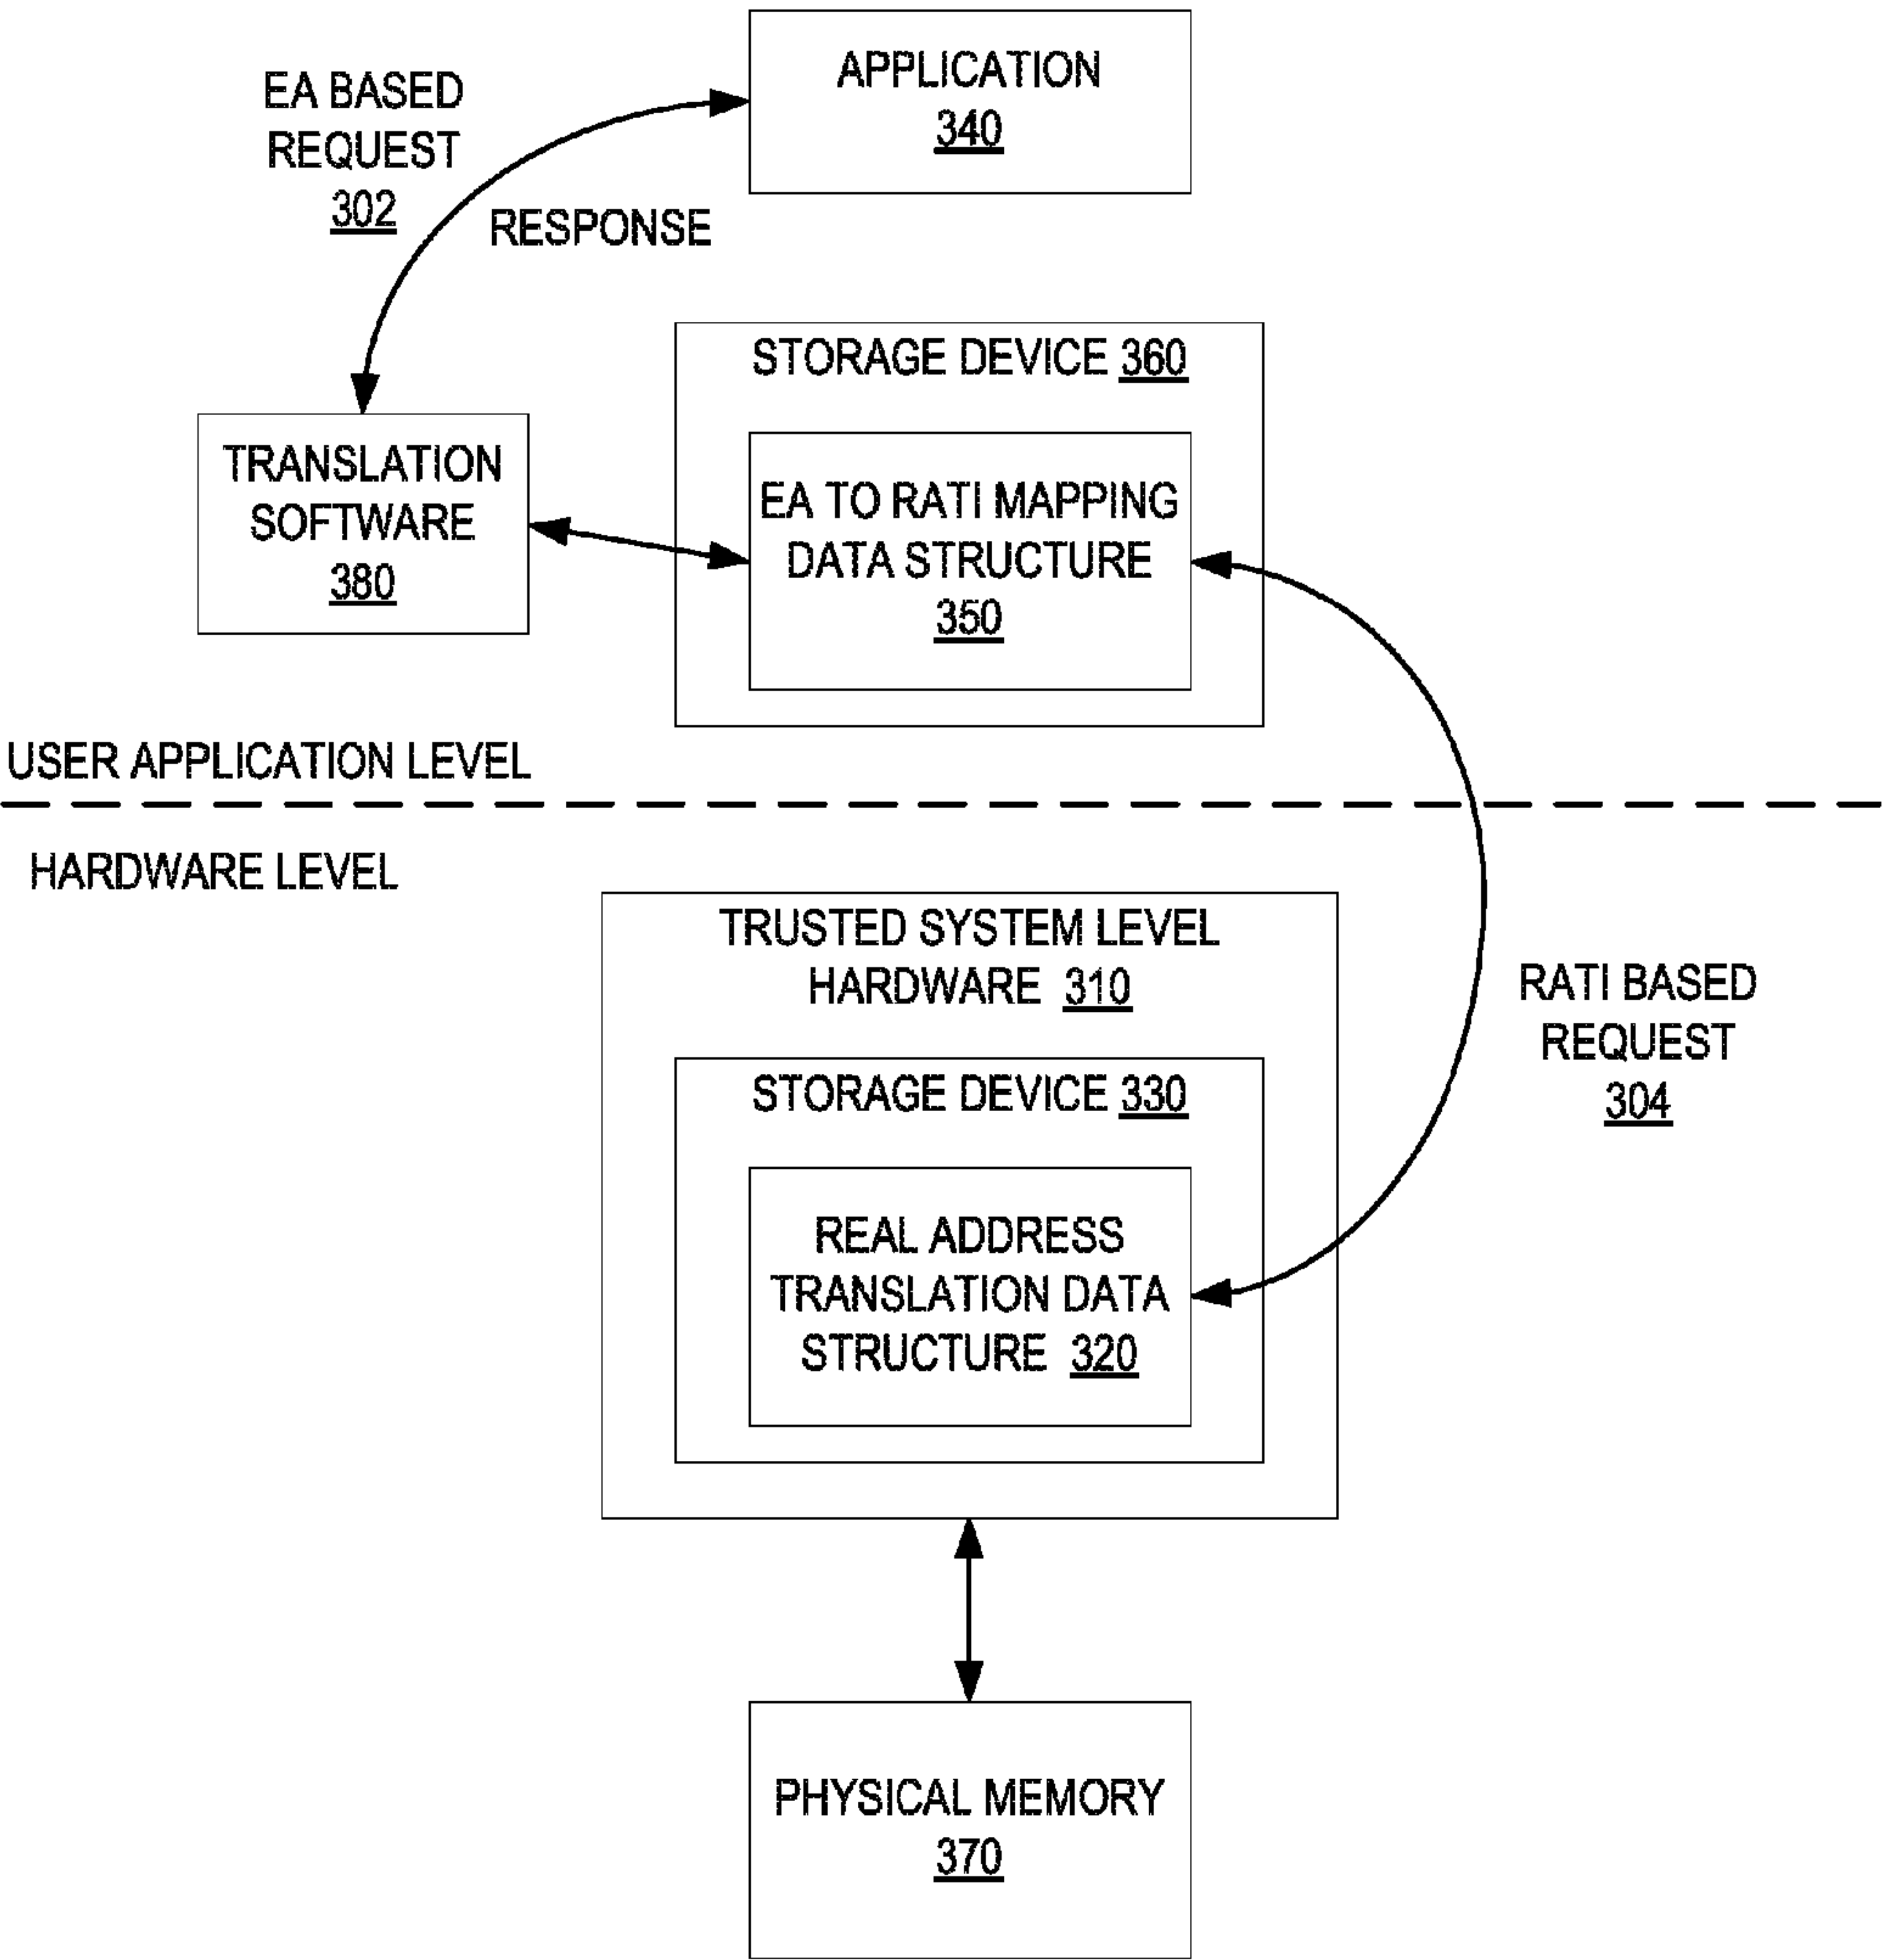 APPLICATION
340
EA BASED
REQUEST
302
RESPONSE
STORAGE DEVICE 360
TRANSLATION
SOFTWARE
380
EA TO RATI MAPPING
DATA STRUCTURE
350
USER APPLICATION LEVEL
HARDWARE LEVEL
TRUSTED SYSTEM LEVEL
HARDWARE 310
RATI BASED
REQUEST
304
STORAGE DEVICE 330
REAL ADDRESS
TRANSLATION DATA
STRUCTURE 320
PHYSICAL MEMORY
370